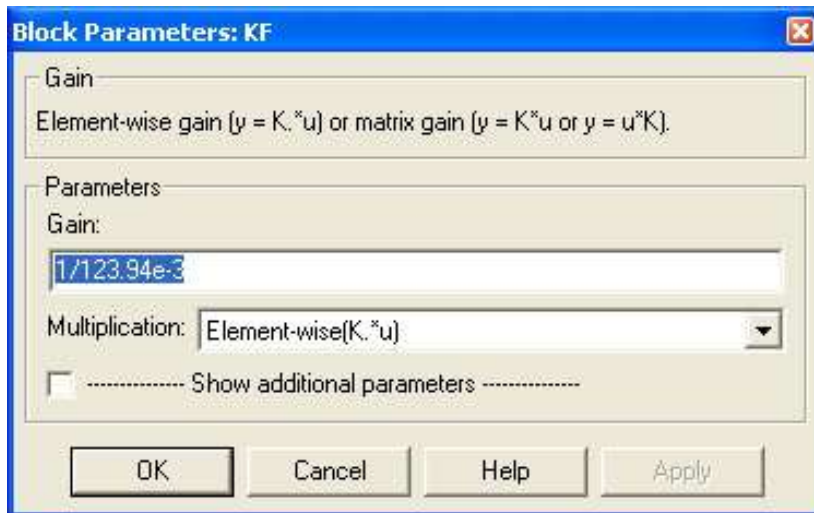 Block Parameters: KF
Gain
Element-wise gain (y = K.*u) or matrix gain (y = K*u or y = u*K).
Parameters
Gain:
1/123.94e-3
Multiplication: Element-wise(K.*u)
--------------- Show additional parameters ---------------
OK Cancel Help Apply